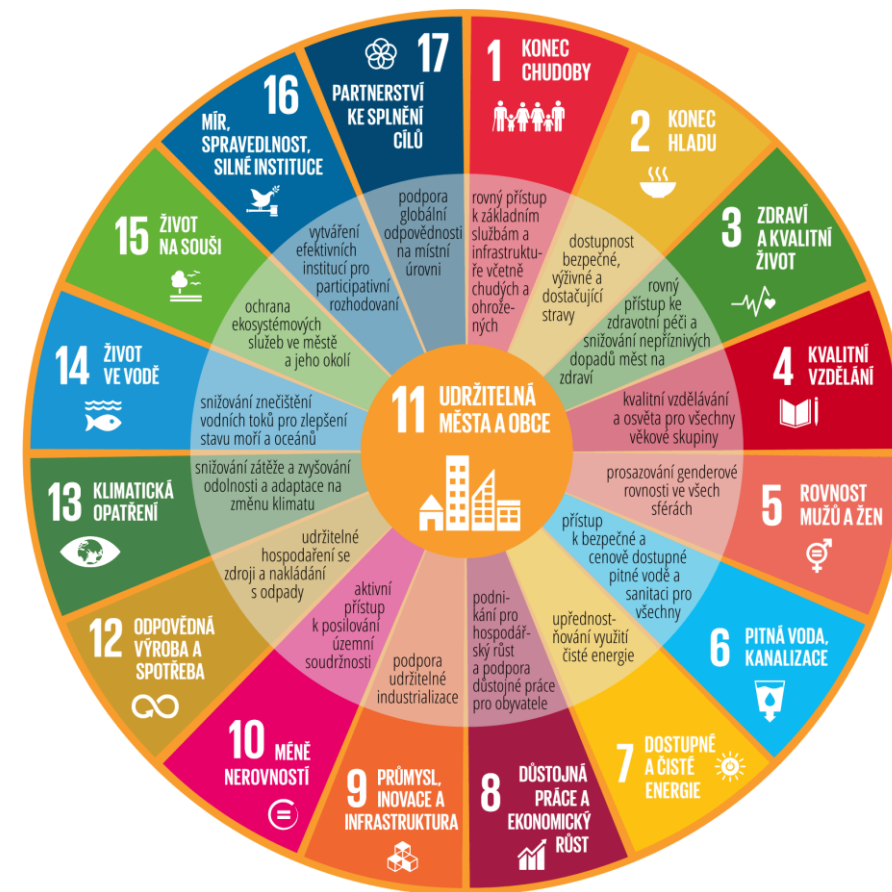 1 KONEC
CHUDOBY
rovný přístup
k základním
službám a
infrastruktu-
ře včetně
chudých a
ohrože-
ných
2 KONEC
HLADU
dostupnost
bezpečné,
výživné a
dostačující
stravy
3 ZDRAVÍ
A KVALITNÍ
ŽIVOT
rovný
přístup ke
zdravotní péči a
snižování nepříznivých
dopadů měst na
zdraví
4 KVALITNÍ
VZDĚLÁNÍ
kvalitní vzdělávání
a osvěta pro všechny
věkové skupiny
5 ROVNOST
MUŽŮ A ŽEN
prosazování genderové
rovnosti ve všech
sférách
6 PITNÁ VODA,
KANALIZACE
přístup
k bezpečné a
cenově dostupné
pitné vodě a
sanitaci pro
všechny
7 DOSTUPNÉ
A ČISTÉ
ENERGIE
upřednost-
ňování využití
čisté energie
8 DŮSTOJNÁ
PRÁCE A
EKONOMICKÝ
RŮST
podni-
kání pro
hospodář-
ský růst
a podpora
důstojné práce
pro obyvatele
9 PRŮMYSL,
INOVACE A
INFRASTRUKTURA
podpora
udržitelné
industrializace
10 MÉNĚ
NEROVNOSTÍ
aktivní
přístup
k posilování
územní
soudržnosti
12 ODPOVĚDNÁ
VÝROBA A
SPOTŘEBA
udržitelné
hospodaření se
zdroji a nakládání
s odpady
13 KLIMATICKÁ
OPATŘENÍ
snižování zátěže a zvyšování
odolnosti a adaptace na
změnu klimatu
14 ŽIVOT
VE VODĚ
snižování znečištění
vodních toků pro zlepšení
stavu moří a oceánů
15 ŽIVOT
NA SOUŠI
ochrana
ekosystémových
služeb ve městě
a jeho okolí
16
MÍR,
SPRAVEDLNOST,
SILNÉ INSTITUCE
vytváření
efektivních
institucí pro
participativní
rozhodovaní
17
PARTNERSTVÍ
KE SPLNĚNÍ
CÍLŮ
podpora
globální
odpovědnosti
na místní
úrovni
11 UDRŽITELNÁ
MĚSTA A OBCE